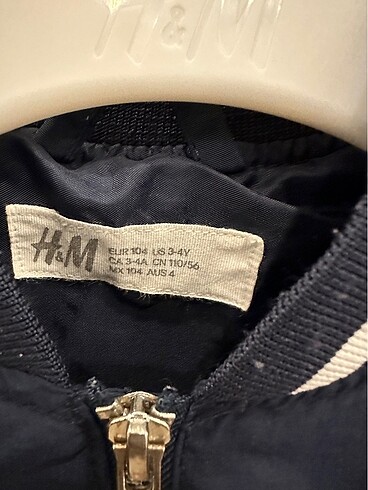 H&M
H&M
EUR 104 US 3-4Y
CA 3-4A CN 110/56
MX 104 AUS 4